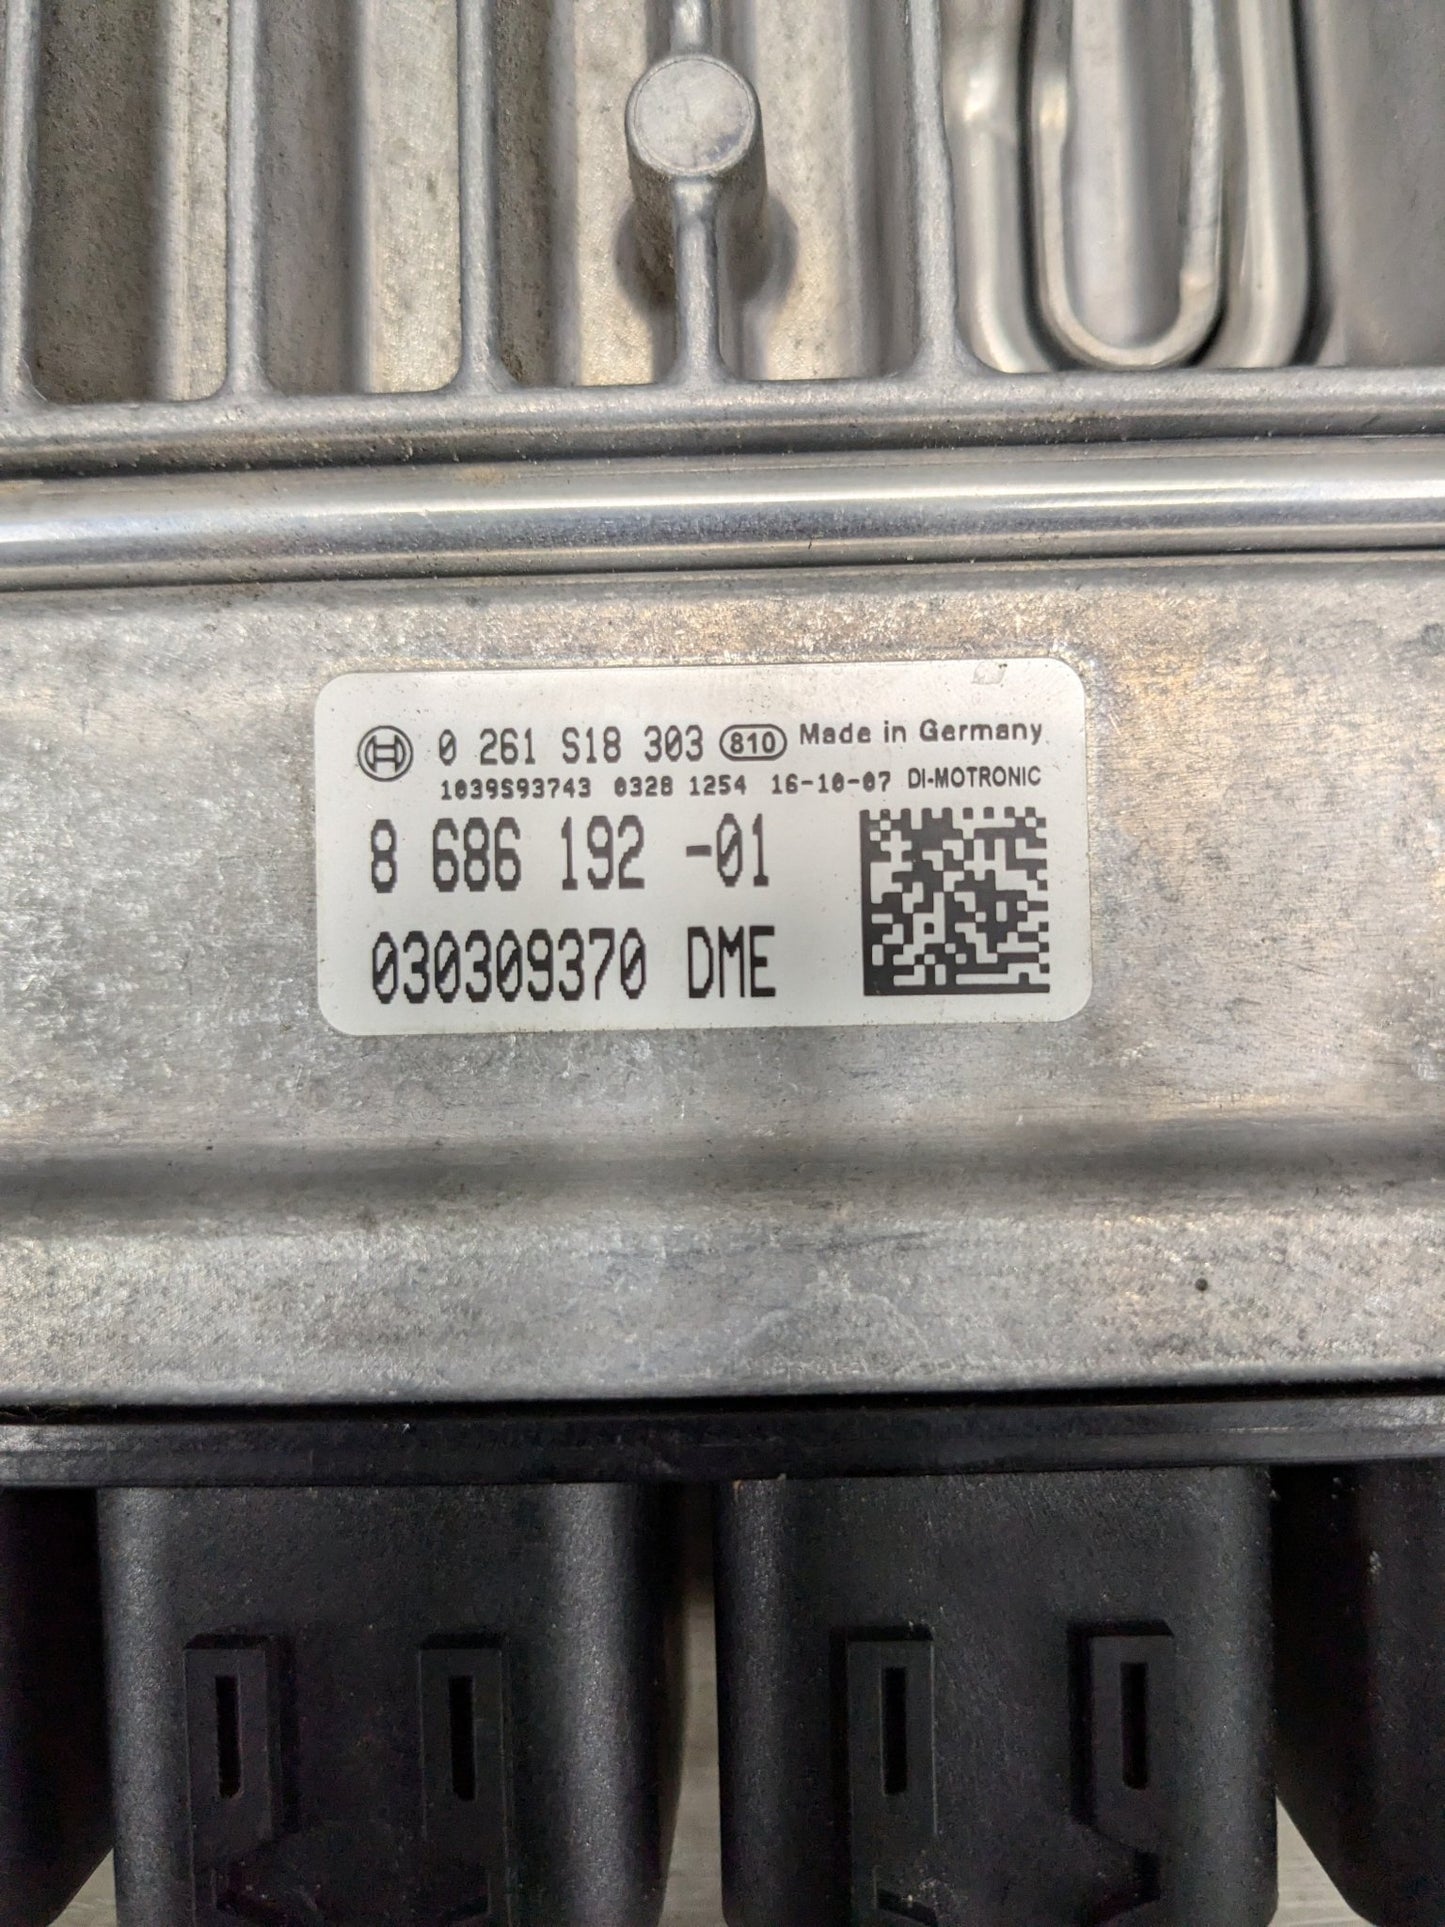 0 261 S18 303 810 Made in Germany
1039S93743 0328 1254 16-10-07 DI-MOTRONIC
8 686 192 -01
030309370 DME